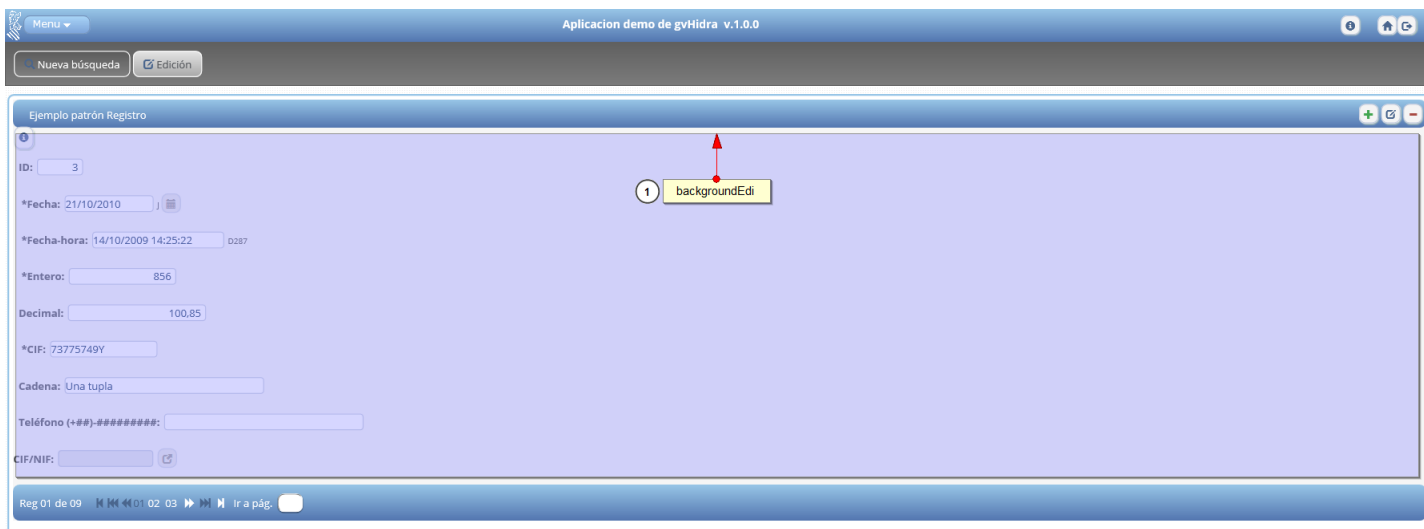 Menu
Aplicacion demo de gvHidra v.1.0.0
Nueva búsqueda
Edición
Ejemplo patrón Registro
ID: 3
*Fecha: 21/10/2010 J
1 backgroundEdi
*Fecha-hora: 14/10/2009 14:25:22 D287
*Entero: 856
Decimal: 100,85
*CIF: 73775749Y
Cadena: Una tupla
Teléfono (+##)-#########:
CIF/NIF:
Reg 01 de 09 01 02 03 Ir a pág.